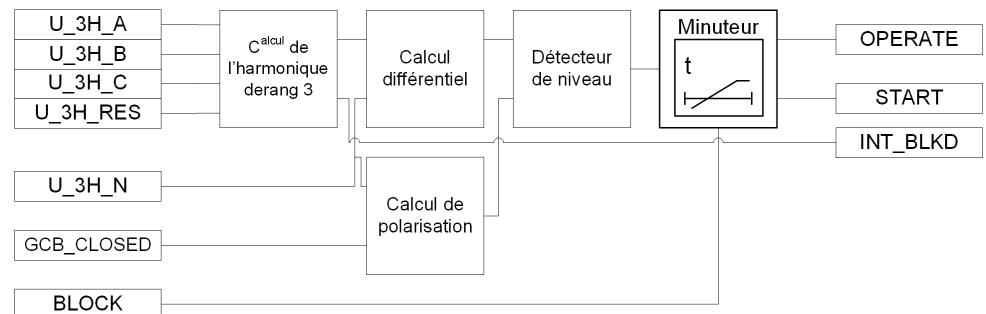 U_3H_A
U_3H_B
U_3H_C
U_3H_RES
U_3H_N
GCB_CLOSED
BLOCK
Calcul de
l'harmonique
derang 3
Calcul
différentiel
Calcul de
polarisation
Détecteur
de niveau
Minuteur
t
OPERATE
START
INT_BLKD